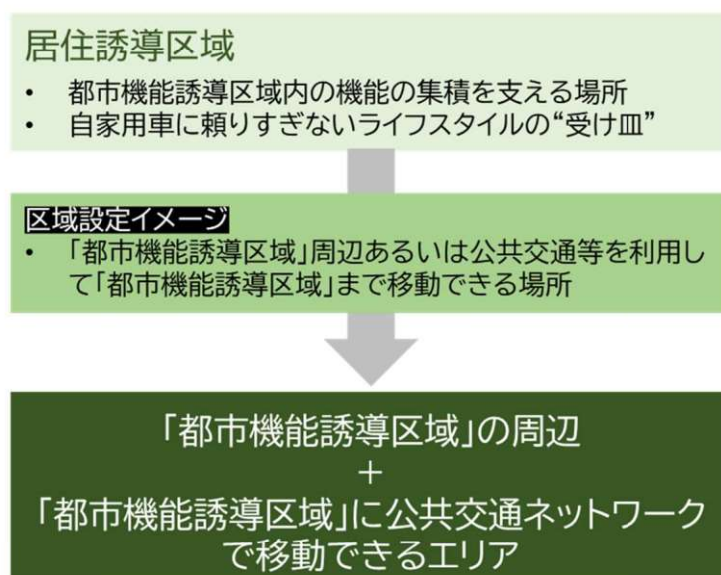 居住誘導区域
• 都市機能誘導区域内の機能の集積を支える場所
• 自家用車に頼りすぎないライフスタイルの“受け皿”
区域設定イメージ
• 「都市機能誘導区域」周辺あるいは公共交通等を利用し
て「都市機能誘導区域」まで移動できる場所
「都市機能誘導区域」の周辺
+
「都市機能誘導区域」に公共交通ネットワーク
で移動できるエリア